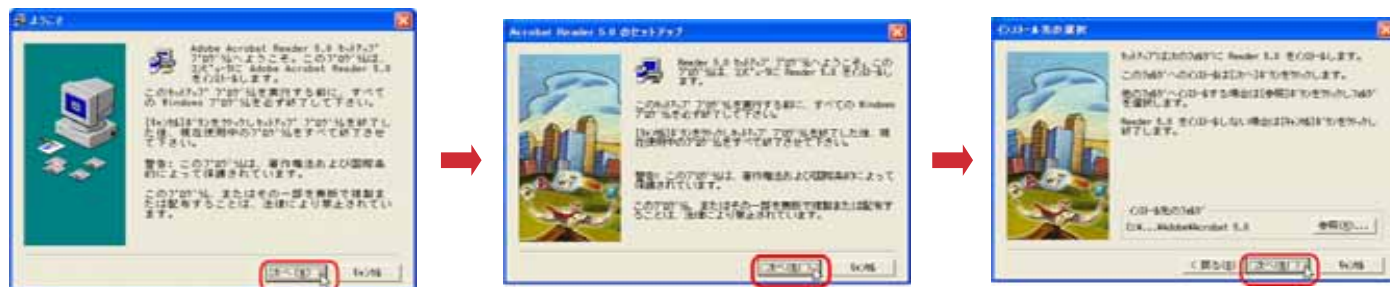 ようこそ
Adobe Acrobat Reader 5.0 ｾｯﾄｱｯﾌﾟ
ﾌﾟﾛｸﾞﾗﾑへようこそ。このﾌﾟﾛｸﾞﾗﾑは、
ｺﾝﾋﾟｭｰﾀに Adobe Acrobat Reader 5.0
をｲﾝｽﾄｰﾙします。
このｾｯﾄｱｯﾌﾟ ﾌﾟﾛｸﾞﾗﾑを実行する前に、すべて
の Windows ﾌﾟﾛｸﾞﾗﾑを必ず終了して下さい。
[ｷｬﾝｾﾙ]ﾎﾞﾀﾝをｸﾘｯｸしｾｯﾄｱｯﾌﾟ ﾌﾟﾛｸﾞﾗﾑを終了し
た後、現在使用中のﾌﾟﾛｸﾞﾗﾑをすべて終了させ
て下さい。
警告: このﾌﾟﾛｸﾞﾗﾑは、著作権法および国際条
約によって保護されています。
このﾌﾟﾛｸﾞﾗﾑ、またはその一部を無断で複製ま
たは配布することは、法律により禁止されてい
ます。
次へ(N) >
ｷｬﾝｾﾙ
Acrobat Reader 5.0 のセットアップ
Reader 5.0 ｾｯﾄｱｯﾌﾟ ﾌﾟﾛｸﾞﾗﾑへようこそ。この
ﾌﾟﾛｸﾞﾗﾑは、ｺﾝﾋﾟｭｰﾀに Reader 5.0 をｲﾝｽﾄｰﾙし
ます。
このｾｯﾄｱｯﾌﾟ ﾌﾟﾛｸﾞﾗﾑを実行する前に、すべての Windows
ﾌﾟﾛｸﾞﾗﾑを必ず終了して下さい。
[ｷｬﾝｾﾙ]ﾎﾞﾀﾝをｸﾘｯｸしｾｯﾄｱｯﾌﾟ ﾌﾟﾛｸﾞﾗﾑを終了した後、現
在使用中のﾌﾟﾛｸﾞﾗﾑをすべて終了させて下さい。
警告: このﾌﾟﾛｸﾞﾗﾑは、著作権法および国際条約によって
保護されています。
このﾌﾟﾛｸﾞﾗﾑ、またはその一部を無断で複製または配布す
ることは、法律により禁止されています。
次へ(N) >
ｷｬﾝｾﾙ
ｲﾝｽﾄｰﾙ先の選択
ｾｯﾄｱｯﾌﾟは次のﾌｫﾙﾀﾞに Reader 5.0 をｲﾝｽﾄｰﾙします。
このﾌｫﾙﾀﾞへのｲﾝｽﾄｰﾙは[次へ]ﾎﾞﾀﾝをｸﾘｯｸします。
他のﾌｫﾙﾀﾞへｲﾝｽﾄｰﾙする場合は[参照]ﾎﾞﾀﾝをｸﾘｯｸしﾌｫﾙﾀﾞ
を選択します。
Reader 5.0 をｲﾝｽﾄｰﾙしない場合は[ｷｬﾝｾﾙ]ﾎﾞﾀﾝをｸﾘｯｸし
終了します。
ｲﾝｽﾄｰﾙ先のﾌｫﾙﾀﾞ
C:¥...¥Adobe¥Acrobat 5.0
参照(R)...
< 戻る(B)
次へ(N) >
ｷｬﾝｾﾙ